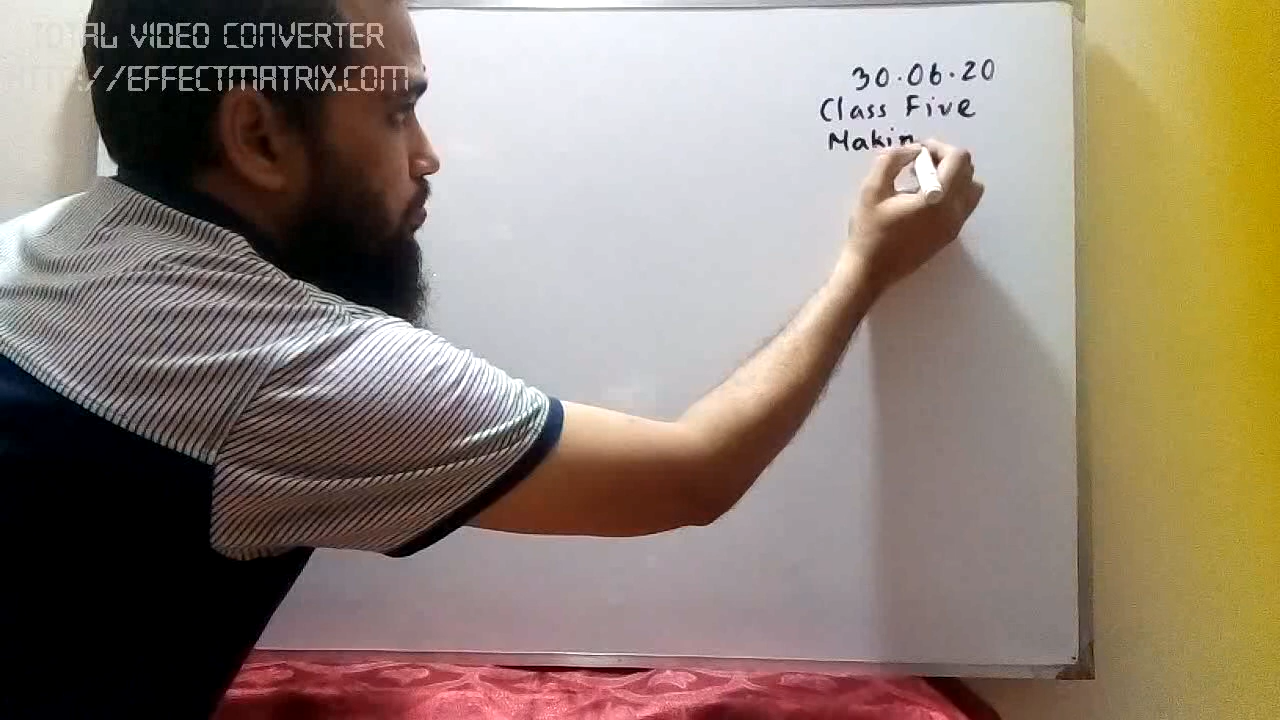 TOTAL VIDEO CONVERTER
HTTP://EFFECTMATRIX.COM
30.06.20
Class Five
Makin